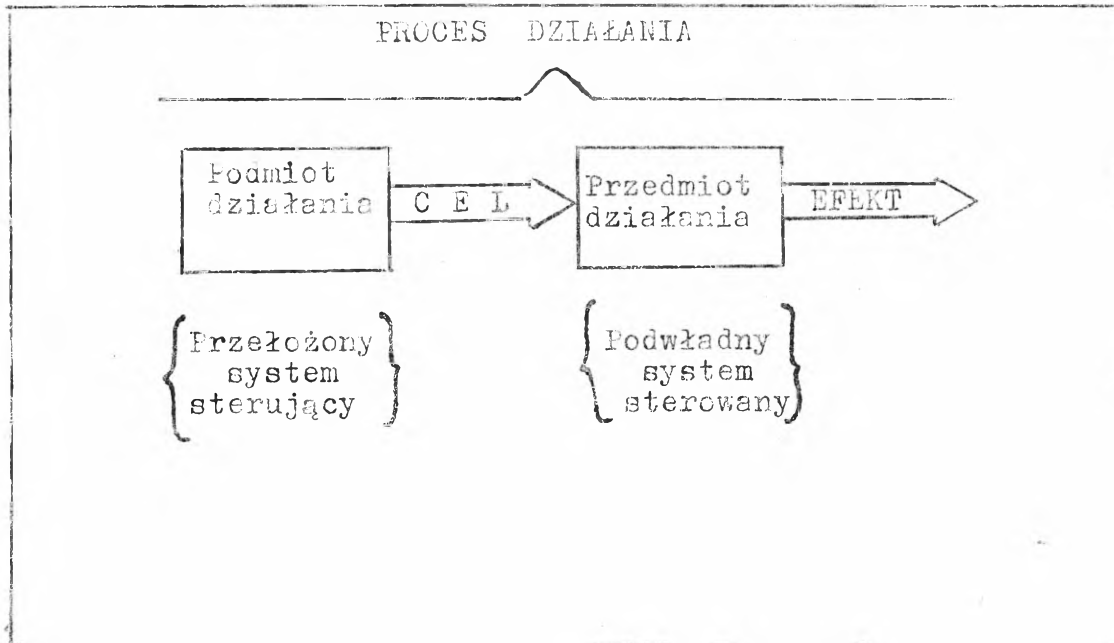 PROCES DZIAŁANIA
Podmiot
działania
C E L
Przedmiot
działania
EFEKT
Przełożony
system
sterujący
Podwładny
system
sterowany